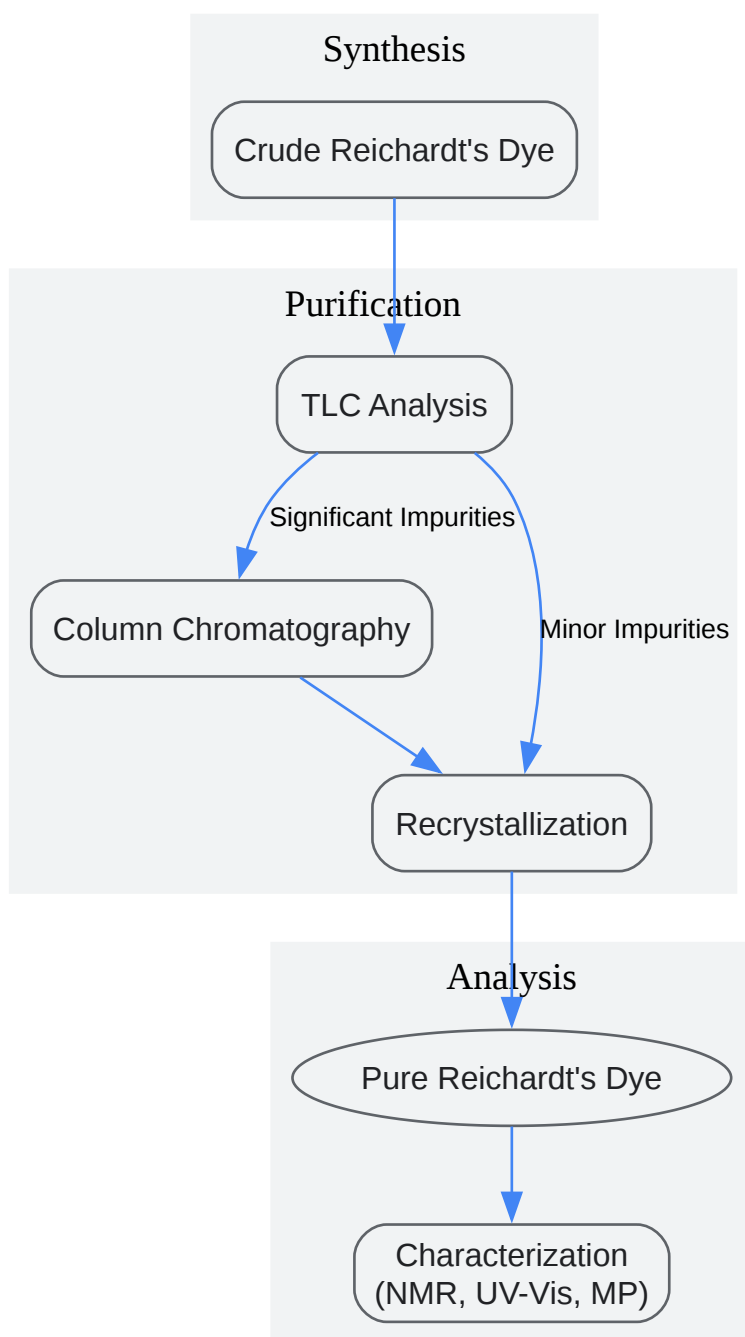 Synthesis
Crude Reichardt's Dye
Purification
TLC Analysis
Significant Impurities
Column Chromatography
Minor Impurities
Recrystallization
Analysis
Pure Reichardt's Dye
Characterization
(NMR, UV-Vis, MP)